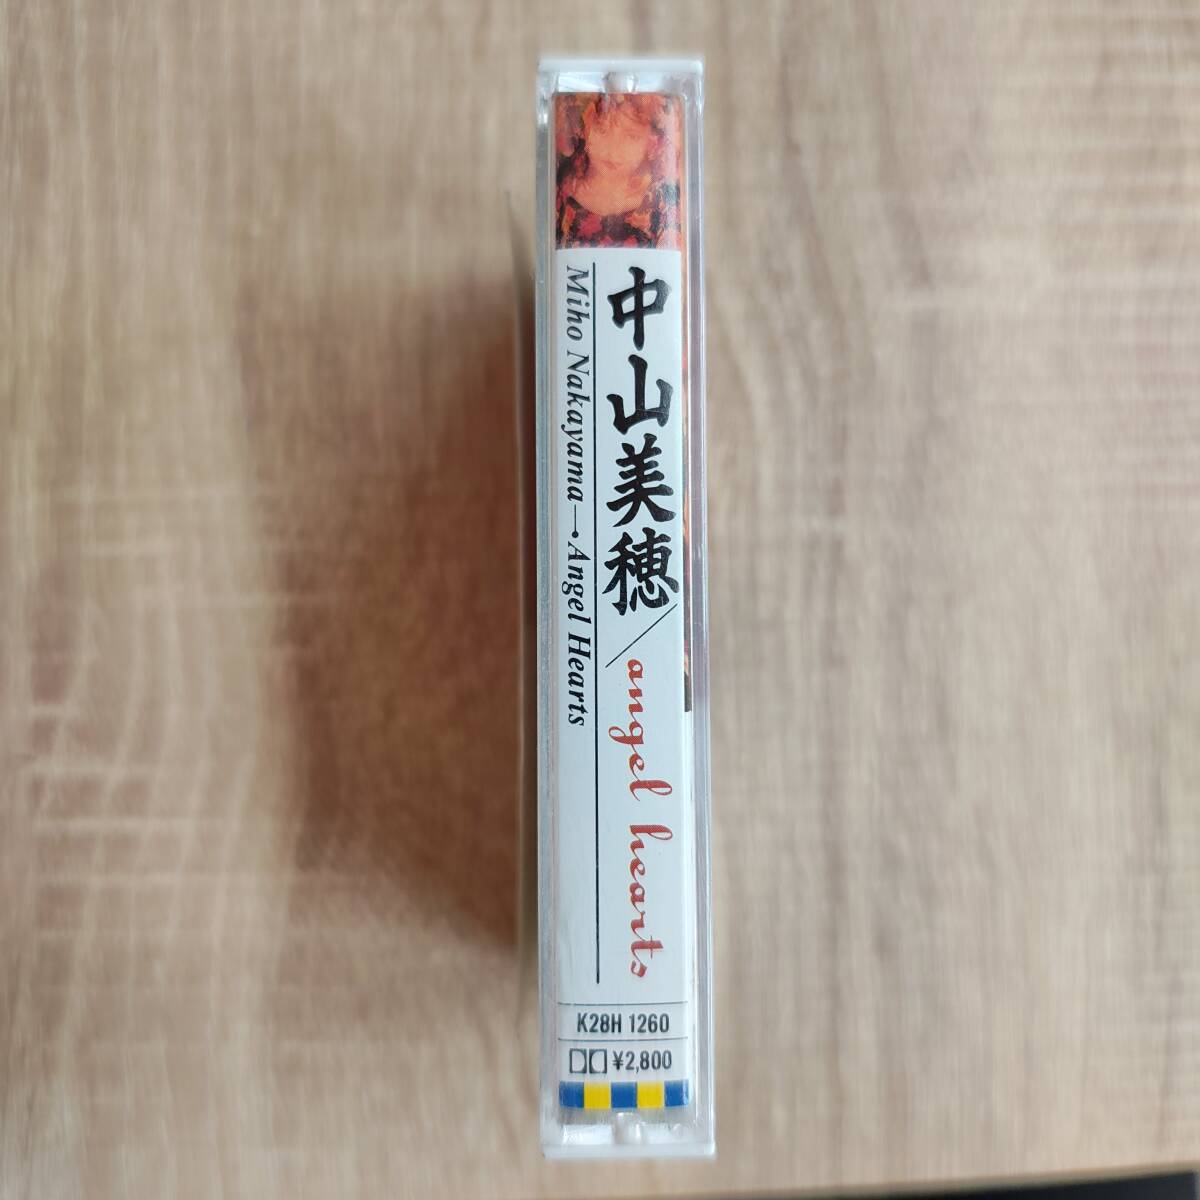 中山美穂/angel hearts
Miho Nakayama—•Angel Hearts
K28H 1260
¥2,800